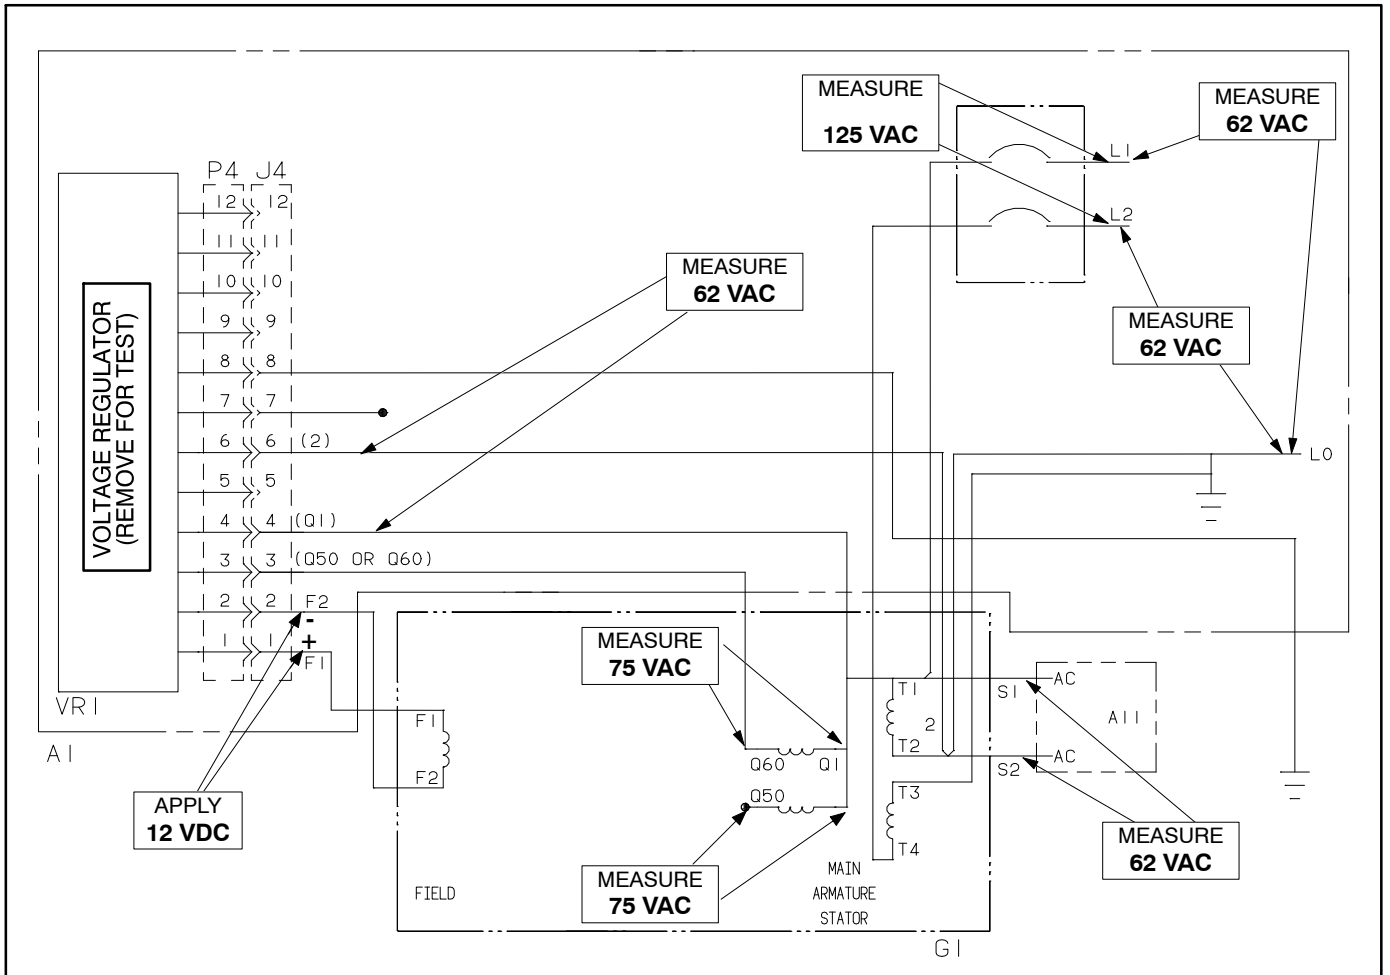 MEASURE
125 VAC
MEASURE
62 VAC
L1
L2
P4 J4
12 12
11 11
10 10
9 9
8 8
7 7
6 6 (2)
5 5
4 4 (Q1)
3 3 (Q50 OR Q60)
2 2 F2
-
+
1 1 F1
VOLTAGE REGULATOR
(REMOVE FOR TEST)
MEASURE
62 VAC
MEASURE
62 VAC
L0
VR1
A1
APPLY
12 VDC
F1
F2
FIELD
MEASURE
75 VAC
Q60 Q1
Q50
MEASURE
75 VAC
T1
2
T2
T3
T4
MAIN
ARMATURE
STATOR
G1
S1 AC
A11
S2 AC
MEASURE
62 VAC